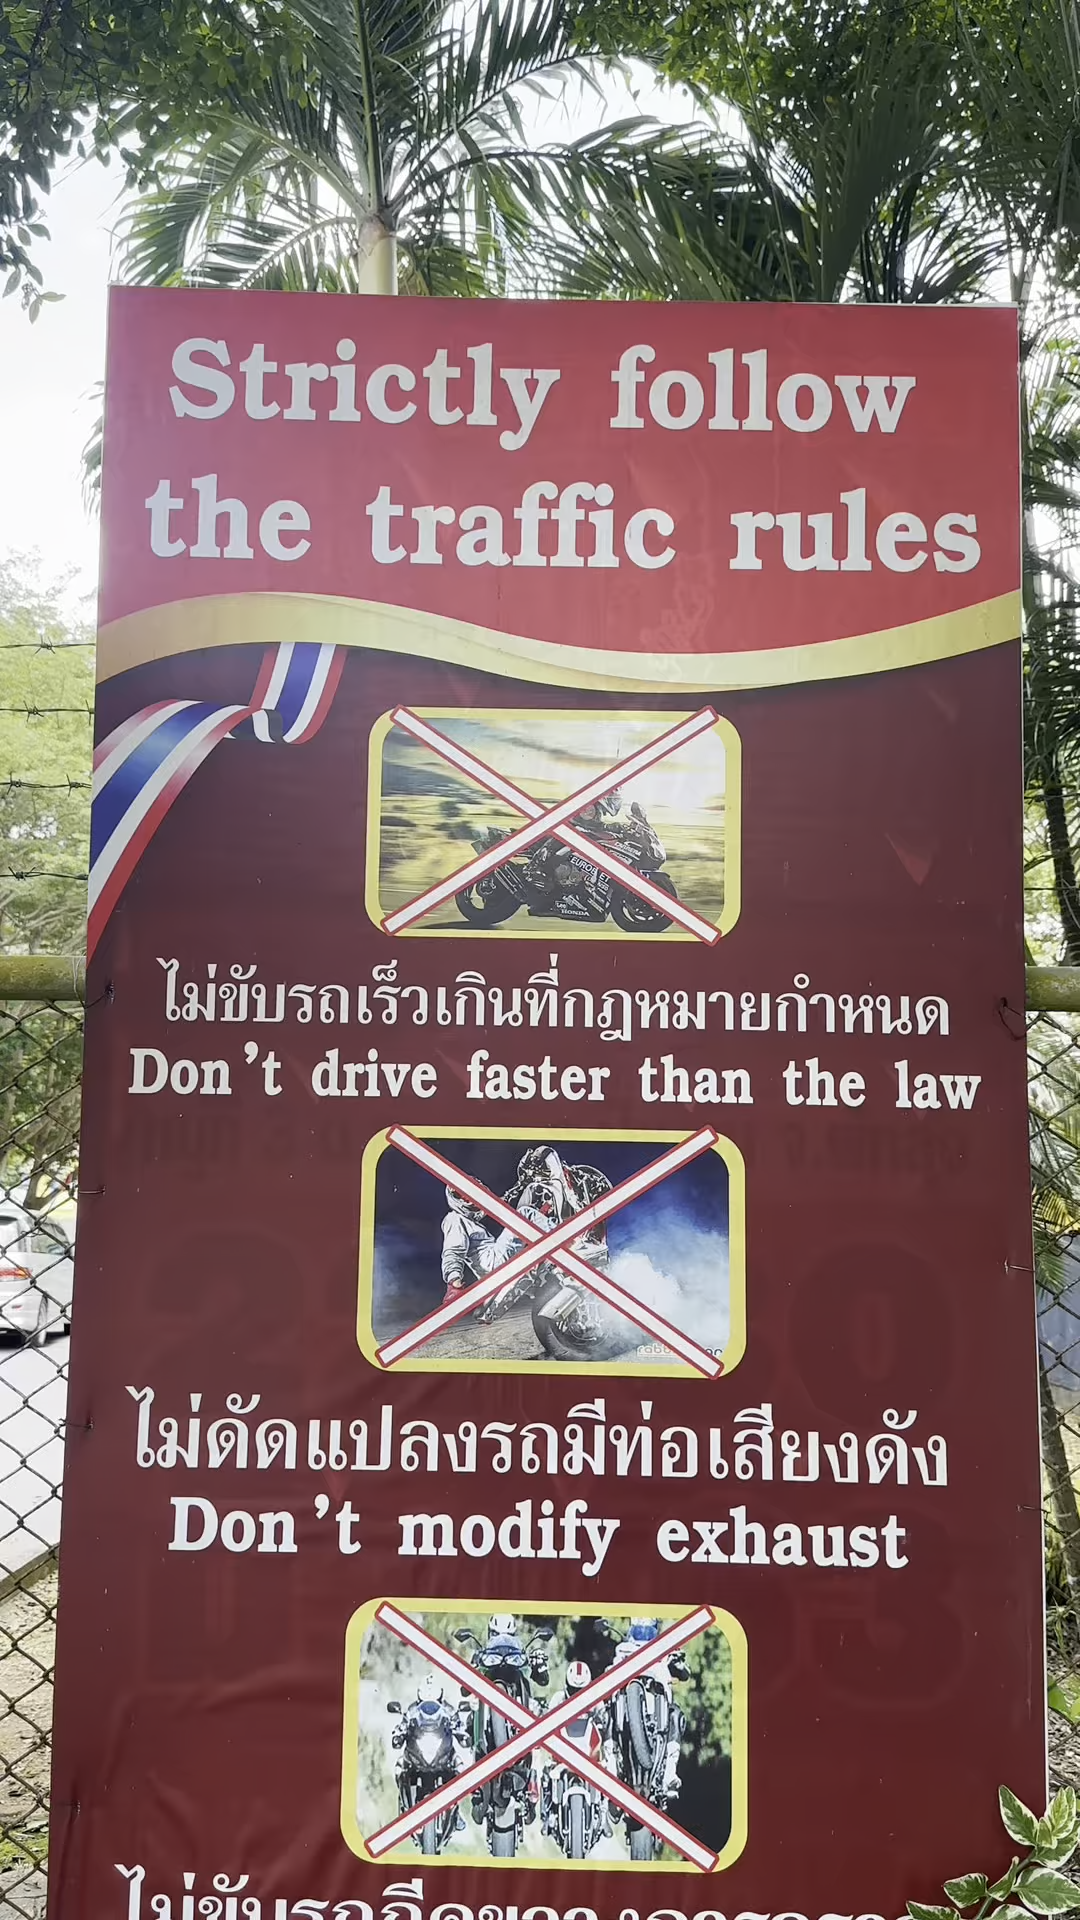 Strictly follow
the traffic rules
HONDA
ไม่ขับรถเร็วเกินที่กฎหมายกำหนด
Don't drive faster than the law
ไม่ดัดแปลงรถมีท่อเสียงดัง
Don't modify exhaust